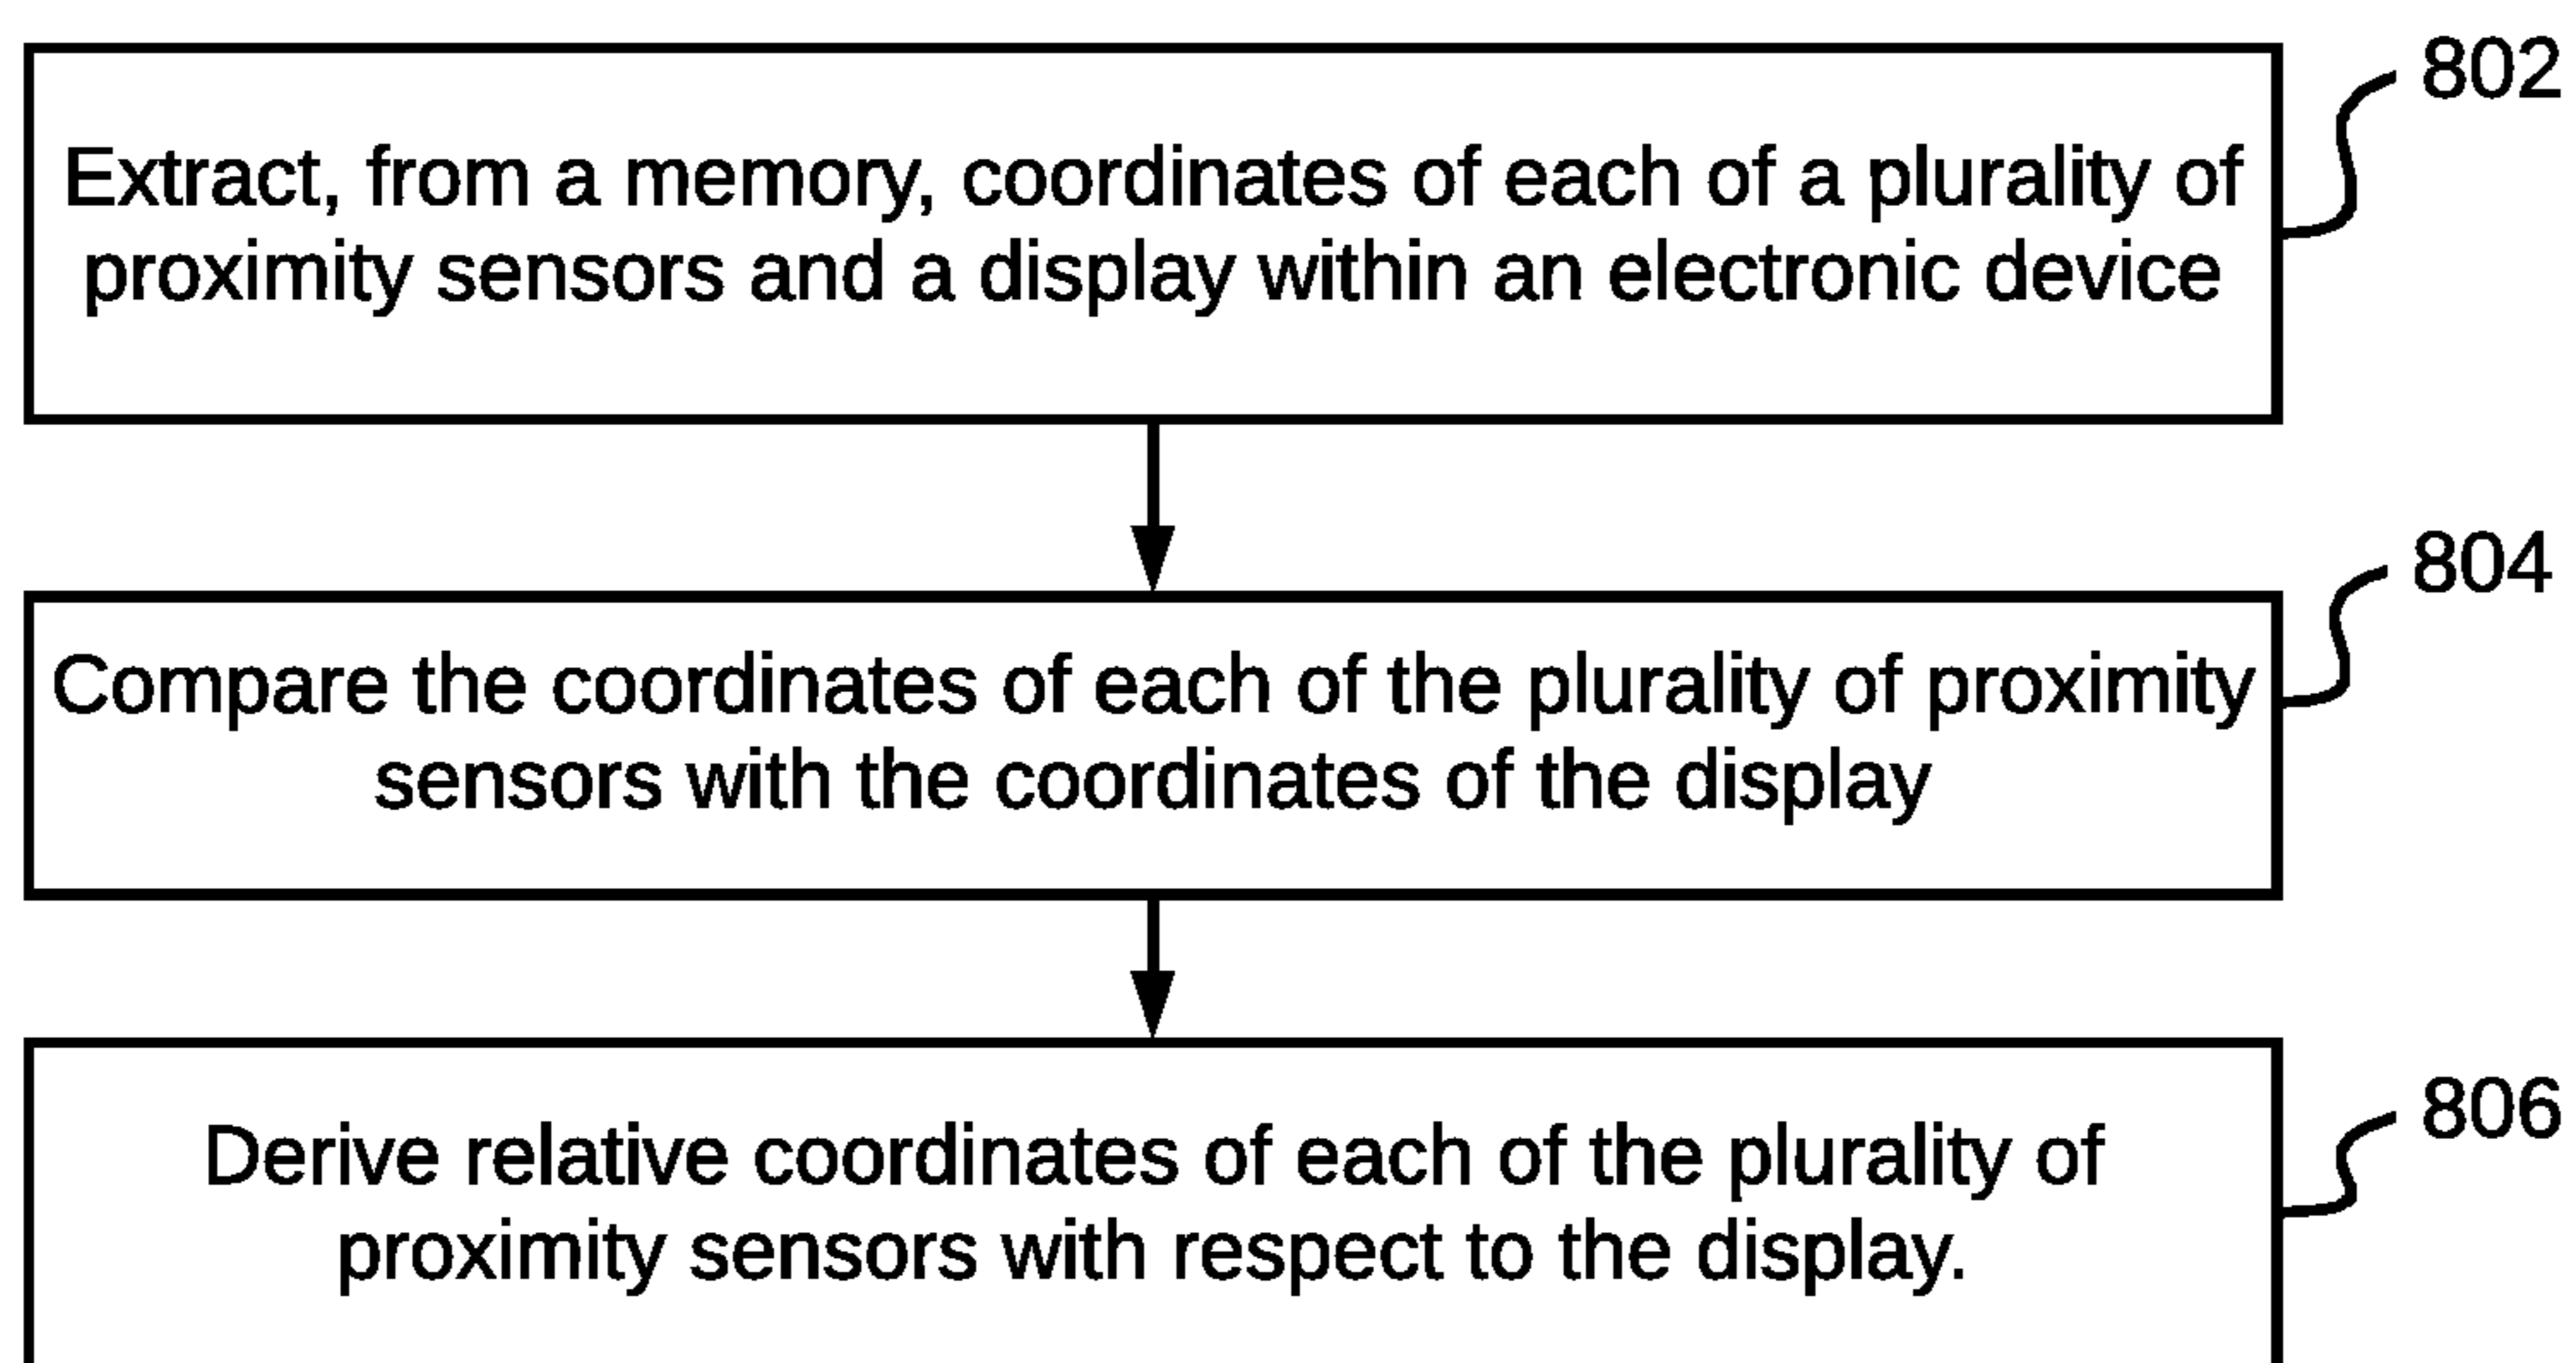 802
Extract, from a memory, coordinates of each of a plurality of
proximity sensors and a display within an electronic device
804
Compare the coordinates of each of the plurality of proximity
sensors with the coordinates of the display
806
Derive relative coordinates of each of the plurality of
proximity sensors with respect to the display.